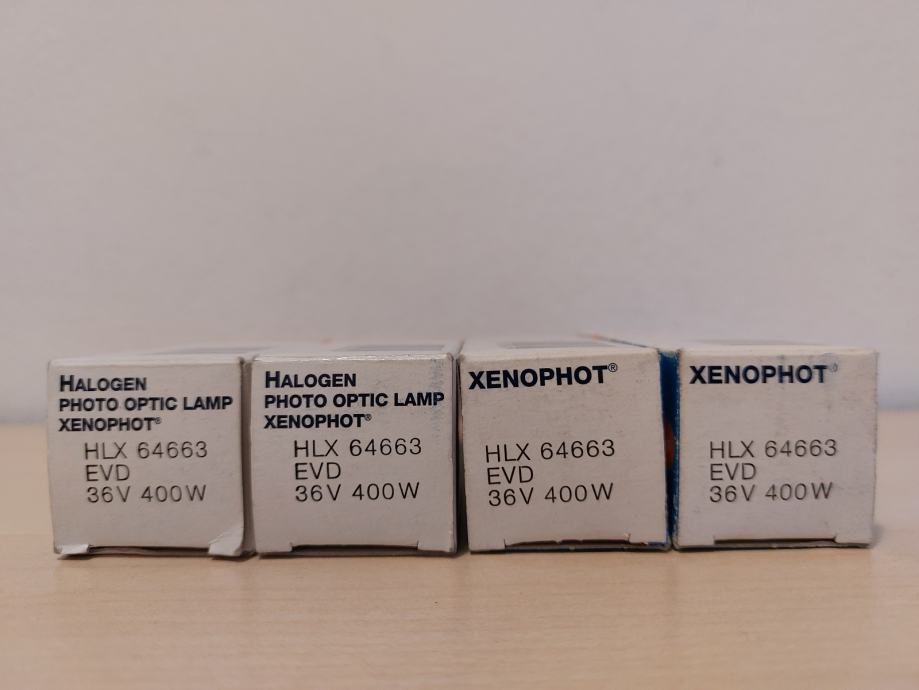 HALOGEN
PHOTO OPTIC LAMP
XENOPHOT®
HLX 64663
EVD
36V 400W
HALOGEN
PHOTO OPTIC LAMP
XENOPHOT®
HLX 64663
EVD
36V 400W
XENOPHOT®
HLX 64663
EVD
36V 400W
XENOPHOT®
HLX 64663
EVD
36V 400W